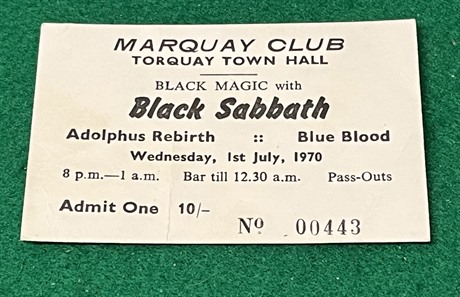 MARQUAY CLUB
TORQUAY TOWN HALL
BLACK MAGIC with
Black Sabbath
Adolphus Rebirth :: Blue Blood
Wednesday, 1st July, 1970
8 p.m.—1 a.m. Bar till 12.30 a.m. Pass-Outs
Admit One 10/-
Nº 00443